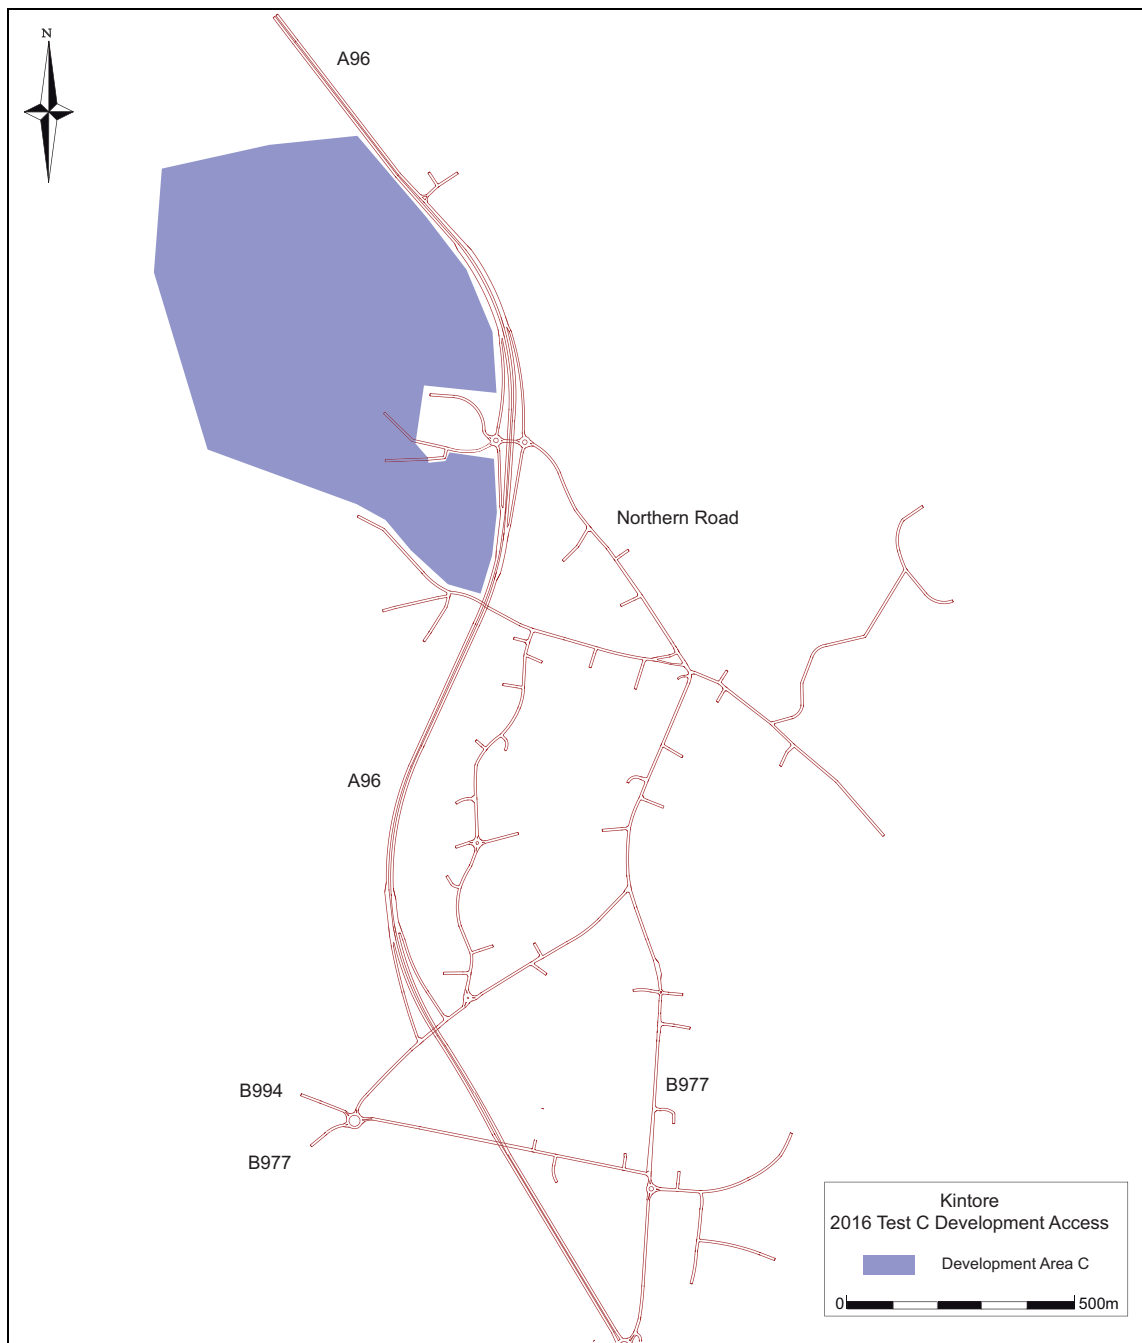 N
A96
Northern Road
A96
B994
B977
B977
Kintore
2016 Test C Development Access
Development Area C
0 500m